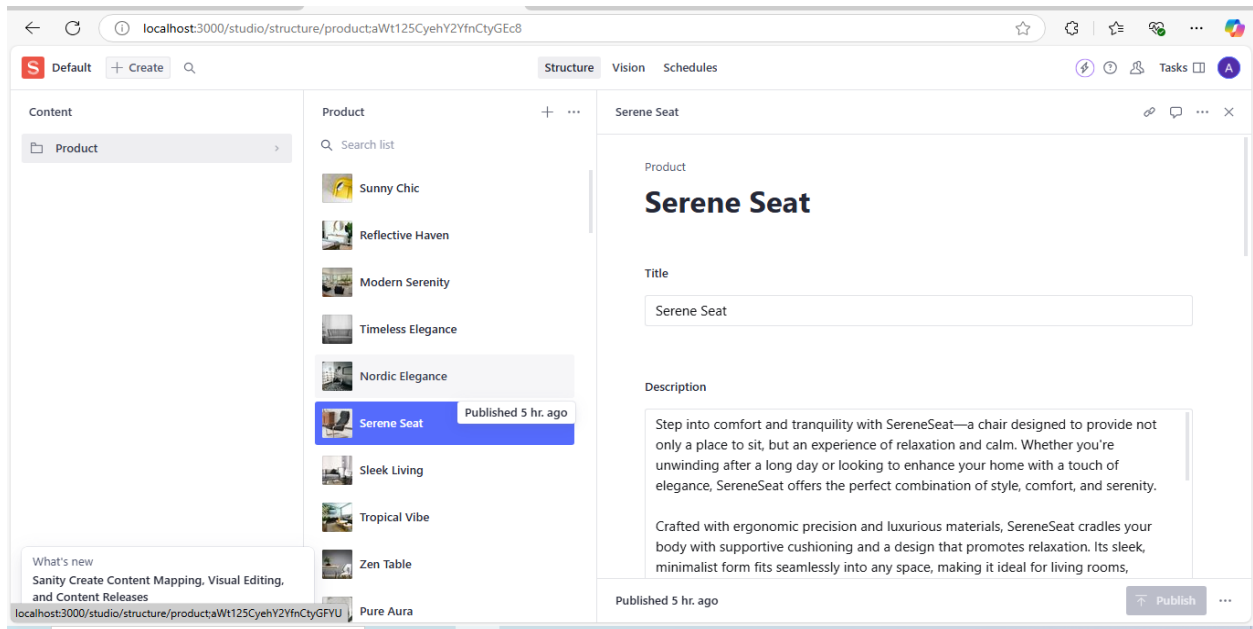 localhost:3000/studio/structure/product;aWt125CyehY2YfnCtyGEc8
S Default + Create Structure Vision Schedules Tasks A
Content
Product
Product
Search list
Sunny Chic
Reflective Haven
Modern Serenity
Timeless Elegance
Nordic Elegance
Serene Seat
Published 5 hr. ago
Sleek Living
Tropical Vibe
Zen Table
Pure Aura
What's new
Sanity Create Content Mapping, Visual Editing,
and Content Releases
localhost:3000/studio/structure/product;aWt125CyehY2YfnCtyGFYU
Serene Seat
Product
Serene Seat
Title
Serene Seat
Description
Step into comfort and tranquility with SereneSeat—a chair designed to provide not
only a place to sit, but an experience of relaxation and calm. Whether you're
unwinding after a long day or looking to enhance your home with a touch of
elegance, SereneSeat offers the perfect combination of style, comfort, and serenity.
Crafted with ergonomic precision and luxurious materials, SereneSeat cradles your
body with supportive cushioning and a design that promotes relaxation. Its sleek,
minimalist form fits seamlessly into any space, making it ideal for living rooms,
Published 5 hr. ago
Publish